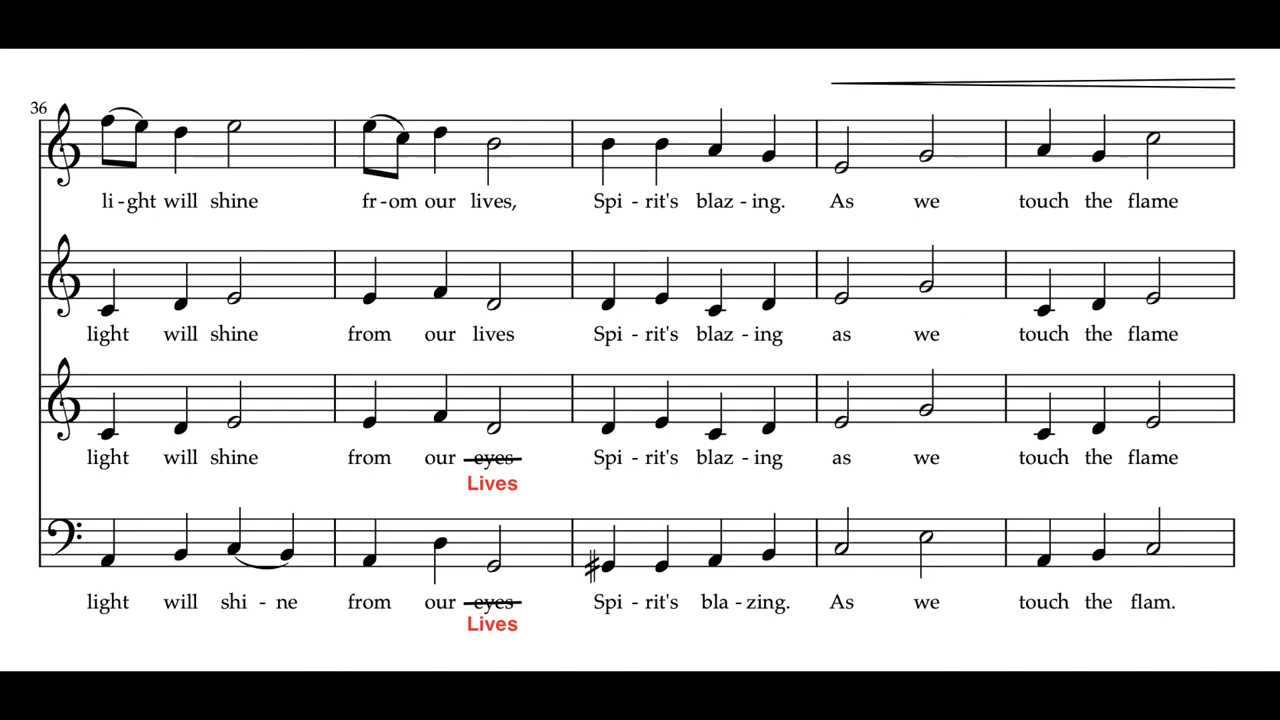 36
li - ght will shine fr - om our lives, Spi - rit's blaz - ing. As we touch the flame
light will shine from our lives Spi - rit's blaz - ing as we touch the flame
light will shine from our eyes Spi - rit's blaz - ing as we touch the flame
Lives
light will shi - ne from our eyes Spi - rit's bla - zing. As we touch the flam.
Lives